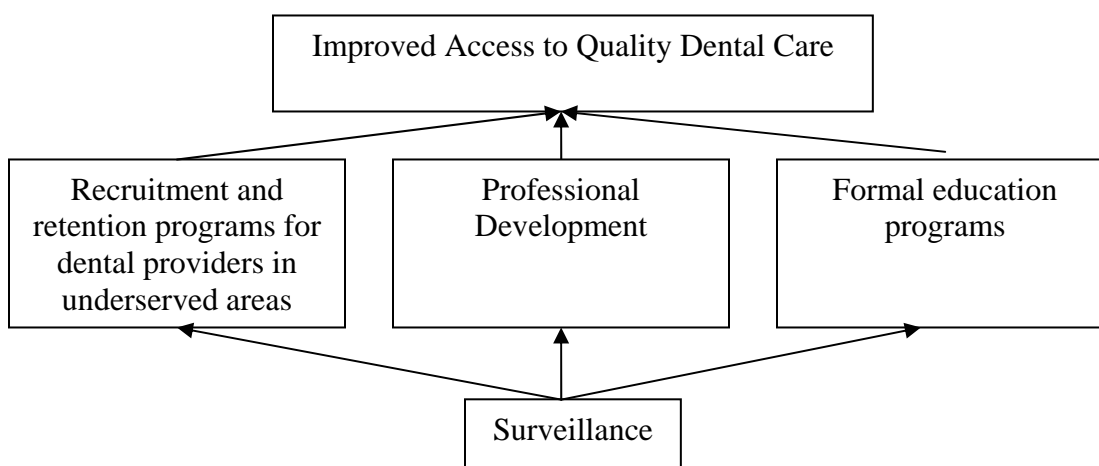 Improved Access to Quality Dental Care
Recruitment and
retention programs for
dental providers in
underserved areas
Professional
Development
Formal education
programs
Surveillance